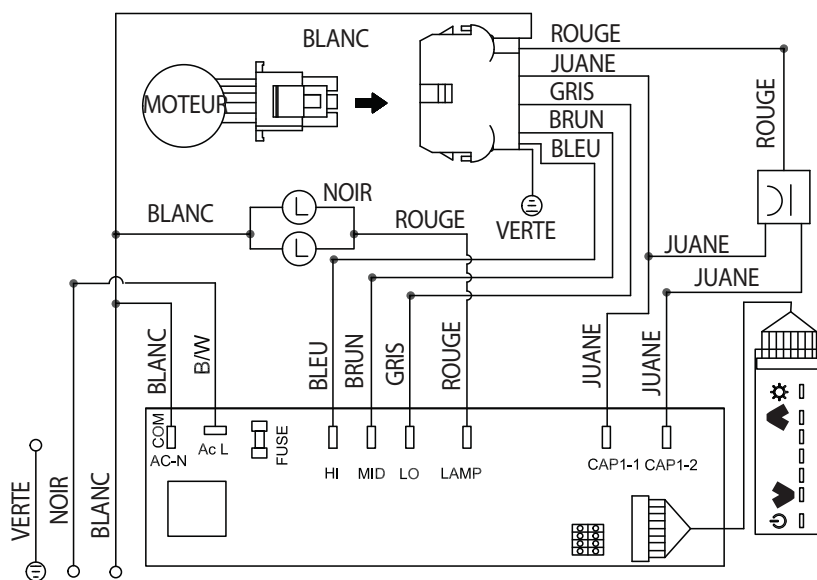 BLANC
ROUGE
JUANE
GRIS
BRUN
BLEU
MOTEUR
ROUGE
NOIR
BLANC
L
L
ROUGE
VERTE
JUANE
JUANE
BLANC
B/W
BLEU
BRUN
GRIS
ROUGE
JUANE
JUANE
COM
AC-N
Ac L
FUSE
HI
MID
LO
LAMP
CAP1-1
CAP1-2
VERTE
NOIR
BLANC